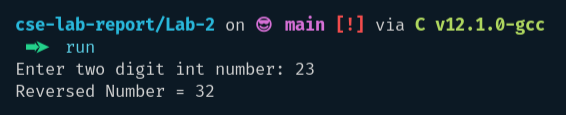 cse-lab-report/Lab-2 on 😎 main [!] via C v12.1.0-gcc
➡ run
Enter two digit int number: 23
Reversed Number = 32